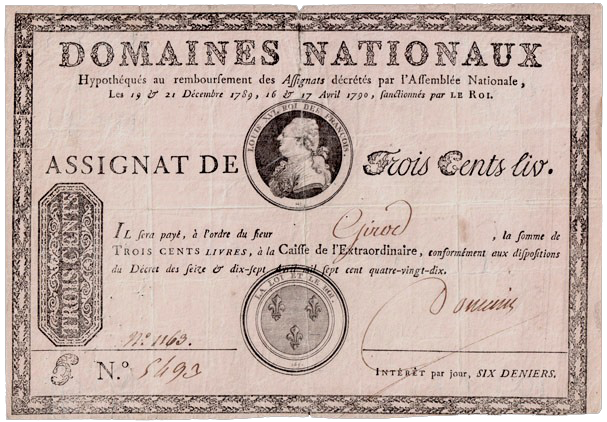 DOMAINES NATIONAUX
Hypothéqués au remboursement des Assignats décrétés par l'Assemblée Nationale,
Les 19 & 21 Décembre 1789, 16 & 17 Avril 1790, sanctionnés par LE ROI.
LOUIS XVI. ROI DES FRANÇOIS.
ASSIGNAT DE Trois Cents liv.
TROIS CENTS
IL sera payé, à l'ordre du sieur Girod, la somme de
TROIS CENTS LIVRES, à la Caisse de l'Extraordinaire, conformément aux dispositions
du Décret des seize & dix-sept Avril mil sept cent quatre-vingt-dix.
LA LOI ET LE ROI.
N.º 1163.
N.º 5493
INTÉRÊT par jour, SIX DENIERS.